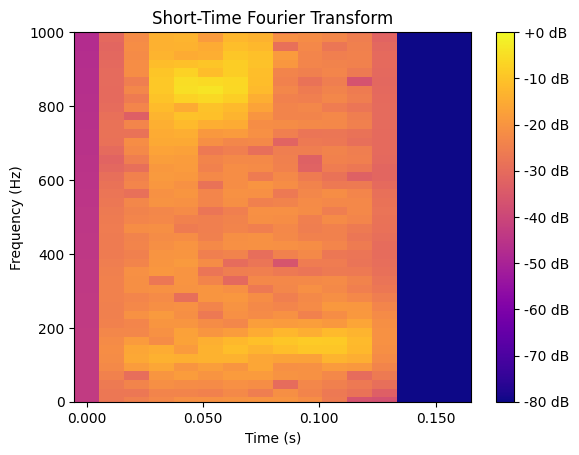 Short-Time Fourier Transform
1000
800
600
400
200
0
Frequency (Hz)
0.000
0.050
0.100
0.150
Time (s)
+0 dB
-10 dB
-20 dB
-30 dB
-40 dB
-50 dB
-60 dB
-70 dB
-80 dB